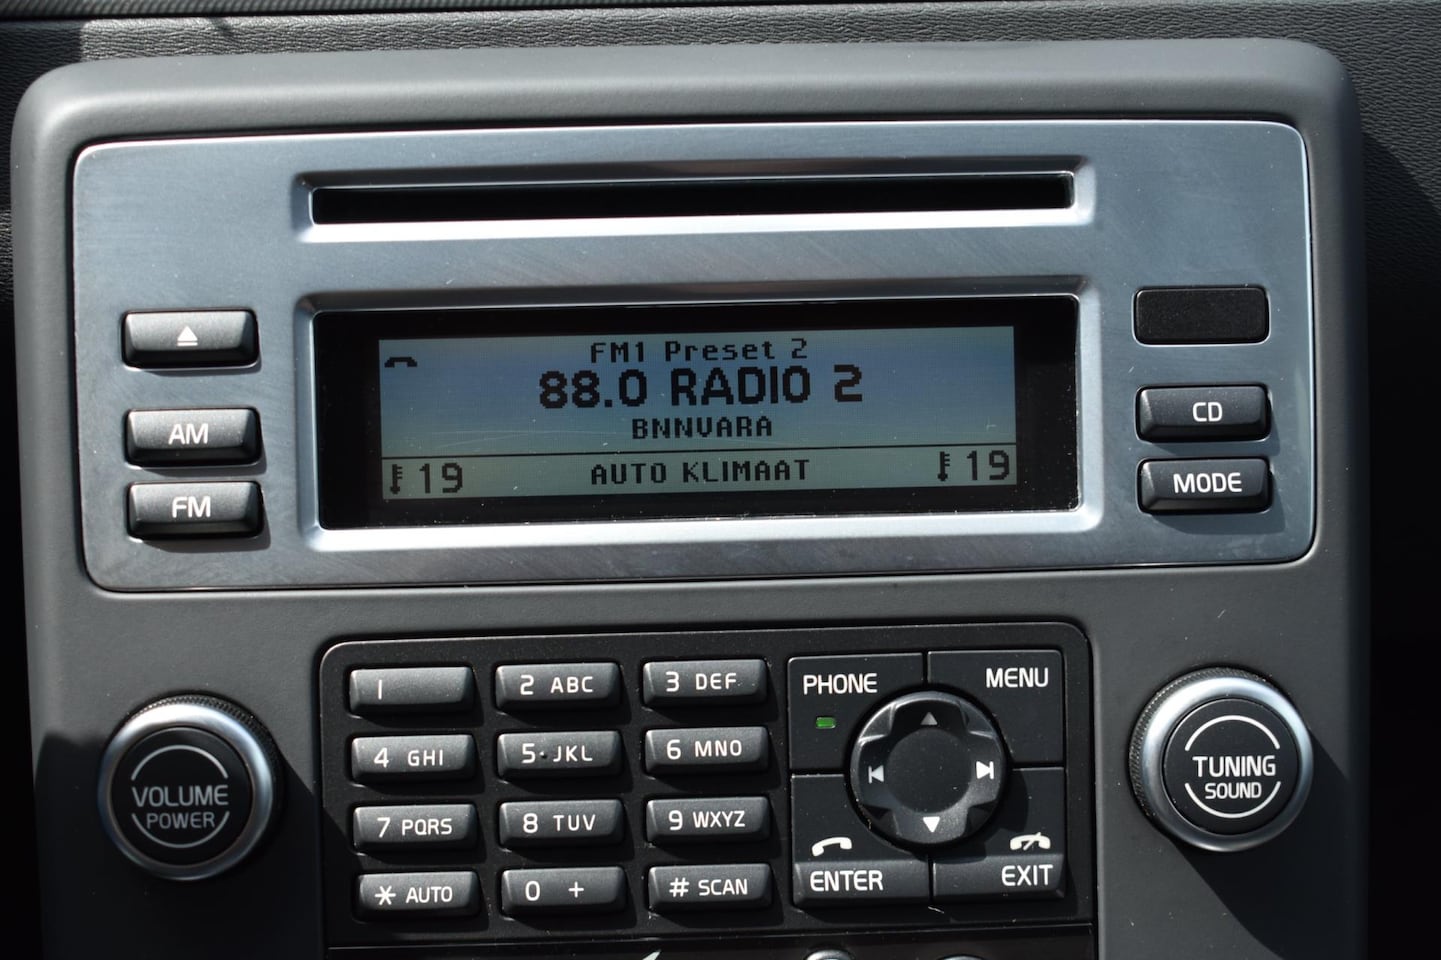 FM1 Preset 2
88.0 RADIO 2
BNNVARA
19 AUTO KLIMAAT 19
AM
FM
CD
MODE
1
2 ABC
3 DEF
4 GHI
5 JKL
6 MNO
7 PQRS
8 TUV
9 WXYZ
* AUTO
0 +
# SCAN
PHONE
MENU
ENTER
EXIT
VOLUME
POWER
TUNING
SOUND